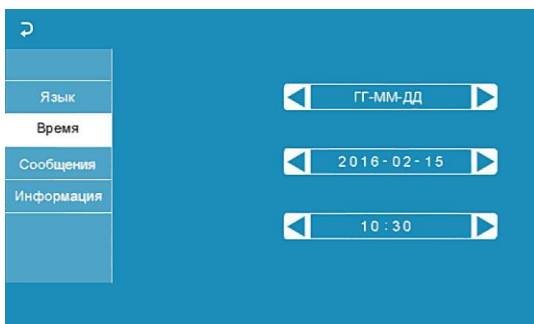 Язык
Время
Сообщения
Информация
ГГ-ММ-ДД
2016-02-15
10:30